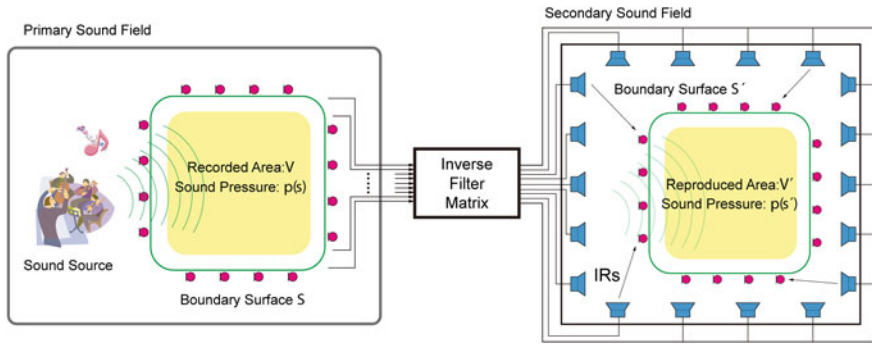 Primary Sound Field
Recorded Area:V
Sound Pressure: p(s)
Sound Source
Boundary Surface S
Inverse
Filter
Matrix
Secondary Sound Field
Boundary Surface S´
Reproduced Area:V´
Sound Pressure: p(s´)
IRs